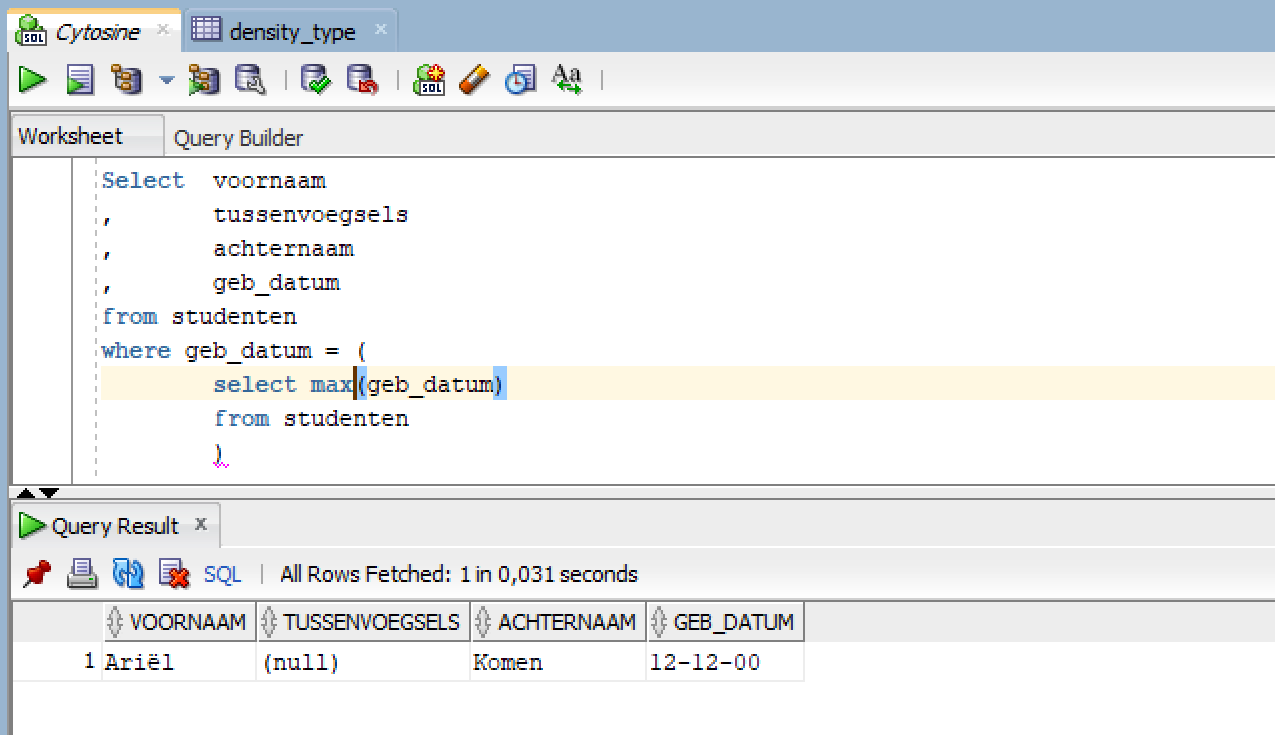 Cytosine density_type
Worksheet Query Builder
Select voornaam
, tussenvoegsels
, achternaam
, geb_datum
from studenten
where geb_datum = (
select max(geb_datum)
from studenten
)
Query Result x
SQL | All Rows Fetched: 1 in 0,031 seconds
VOORNAAM TUSSENVOEGSELS ACHTERNAAM GEB_DATUM
1 Ariël (null) Komen 12-12-00